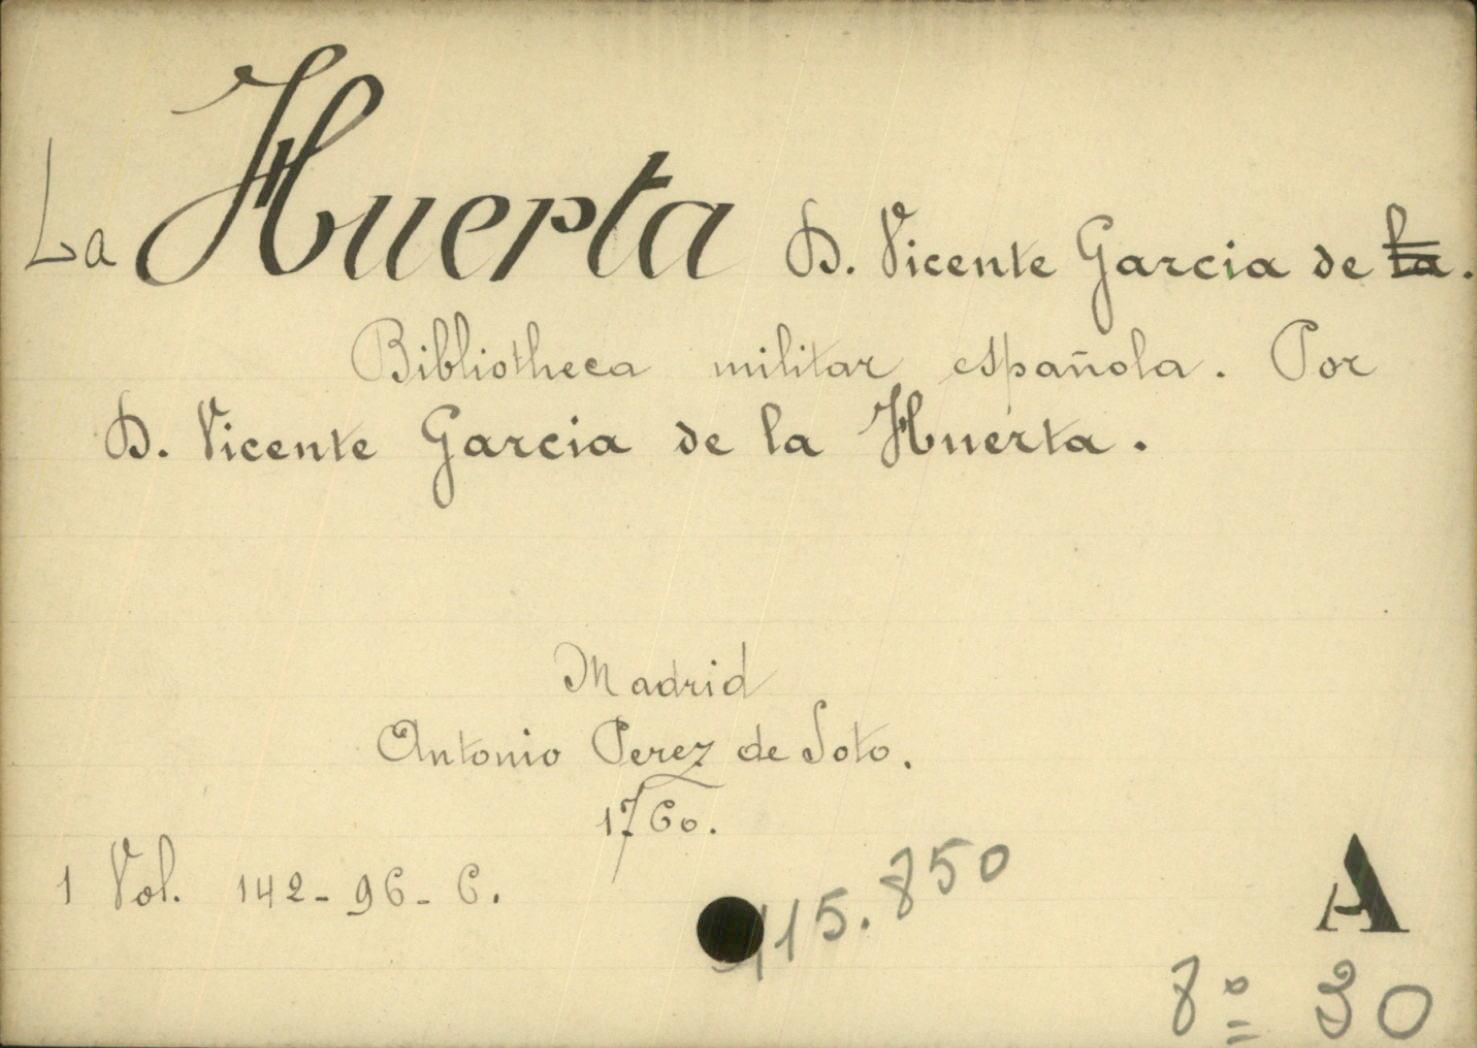 La Huerta D. Vicente Garcia de la.
Bibliotheca militar española. Por
D. Vicente Garcia de la Huerta.
Madrid
Antonio Perez de Soto.
1760.
1 Vol. 142-96-6.
115.850
A
8º 30